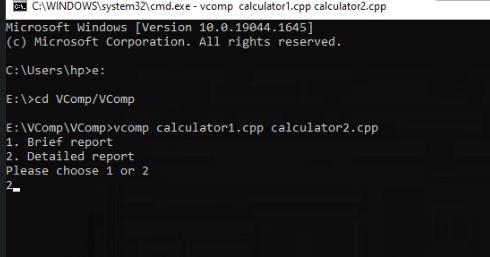 C:\WINDOWS\system32\cmd.exe - vcomp  calculator1.cpp calculator2.cpp
Microsoft Windows [Version 10.0.19044.1645]
(c) Microsoft Corporation. All rights reserved.
C:\Users\hp>e:
E:\>cd VComp/VComp
E:\VComp\VComp>vcomp calculator1.cpp calculator2.cpp
1. Brief report
2. Detailed report
Please choose 1 or 2
2